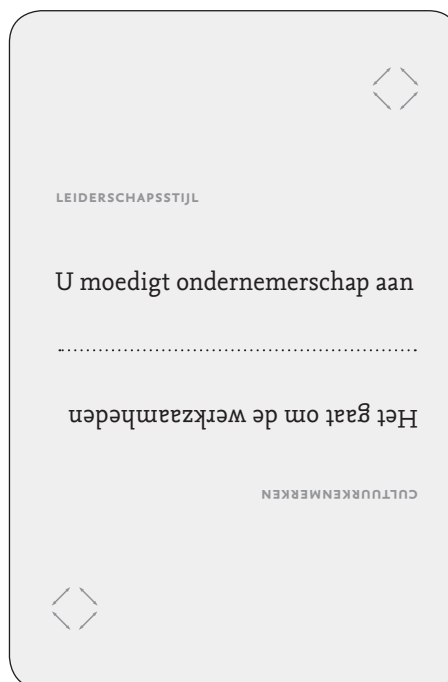 LEIDERSCHAPSSTIJL
U moedigt ondernemerschap aan
Het gaat om de werkzaamheden
CULTUURKENMERKEN